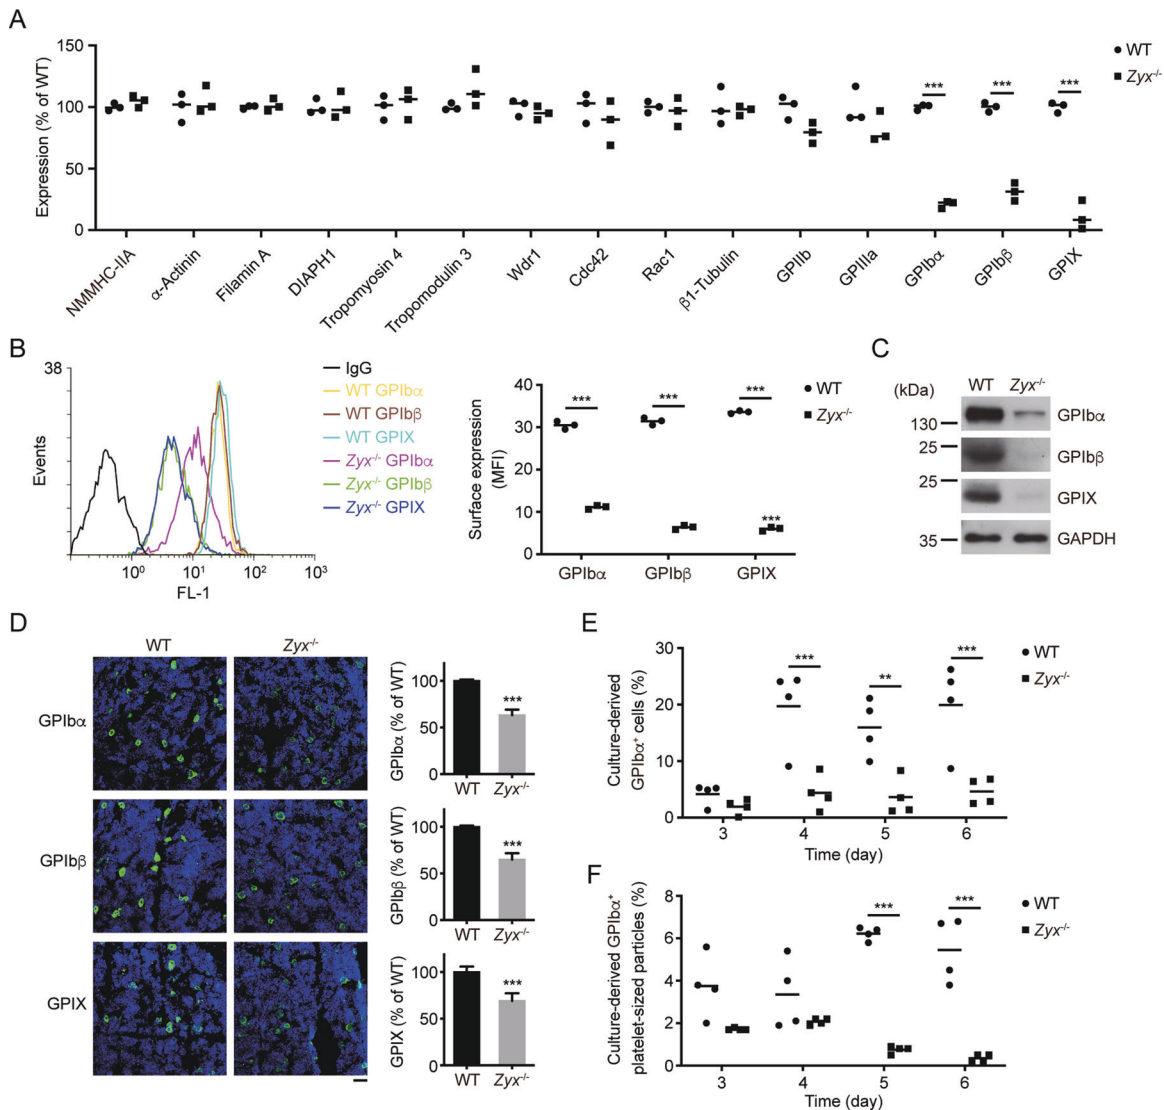 A
Expression (% of WT)
150
100
50
0
*** *** ***
WT
Zyx-/-
NMMHC-IIA
α-Actinin
Filamin A
DIAPH1
Tropomyosin 4
Tropomodulin 3
Wdr1
Cdc42
Rac1
β1-Tubulin
GPIIb
GPIIIa
GPIbα
GPIbβ
GPIX
B
38
Events
10⁰ 10¹ 10² 10³
FL-1
IgG
WT GPIbα
WT GPIbβ
WT GPIX
Zyx-/- GPIbα
Zyx-/- GPIbβ
Zyx-/- GPIX
Surface expression
(MFI)
40
30
20
10
0
*** *** ***
***
WT
Zyx-/-
GPIbα GPIbβ GPIX
C
(kDa) WT Zyx-/-
130 GPIbα
25 GPIbβ
25 GPIX
35 GAPDH
D
WT Zyx-/-
GPIbα
GPIbβ
GPIX
GPIbα (% of WT)
100
50
0
***
WT Zyx-/-
GPIbβ (% of WT)
100
50
0
***
WT Zyx-/-
GPIX (% of WT)
100
50
0
***
WT Zyx-/-
E
Culture-derived
GPIbα⁺ cells (%)
30
20
10
0
*** ** ***
WT
Zyx-/-
3 4 5 6
Time (day)
F
Culture-derived GPIbα⁺
platelet-sized particles (%)
8
6
4
2
0
*** ***
WT
Zyx-/-
3 4 5 6
Time (day)